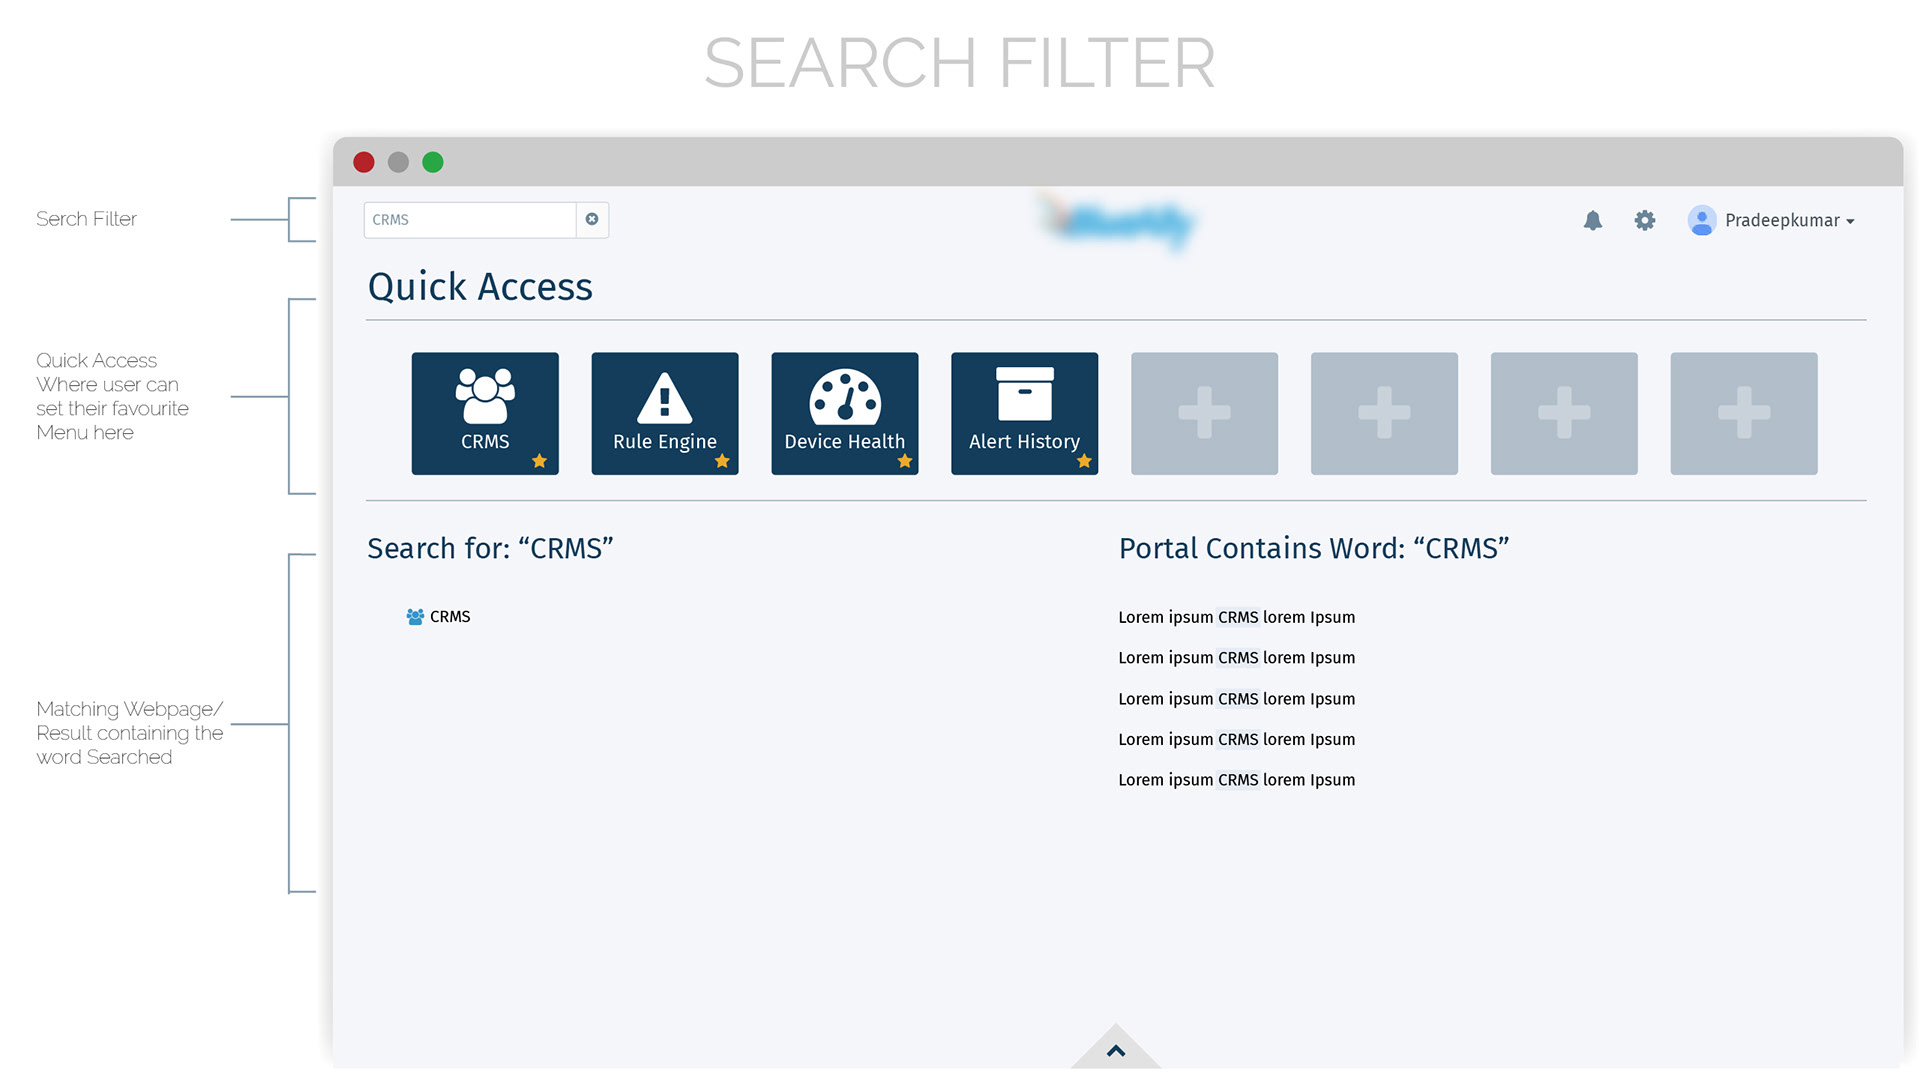 SEARCH FILTER
Serch Filter
CRMS
Pradeepkumar
Quick Access
Quick Access
Where user can
set their favourite
Menu here
CRMS
Rule Engine
Device Health
Alert History
Search for: “CRMS”
Portal Contains Word: “CRMS”
CRMS
Lorem ipsum CRMS lorem Ipsum
Lorem ipsum CRMS lorem Ipsum
Lorem ipsum CRMS lorem Ipsum
Lorem ipsum CRMS lorem Ipsum
Lorem ipsum CRMS lorem Ipsum
Matching Webpage/
Result containing the
word Searched